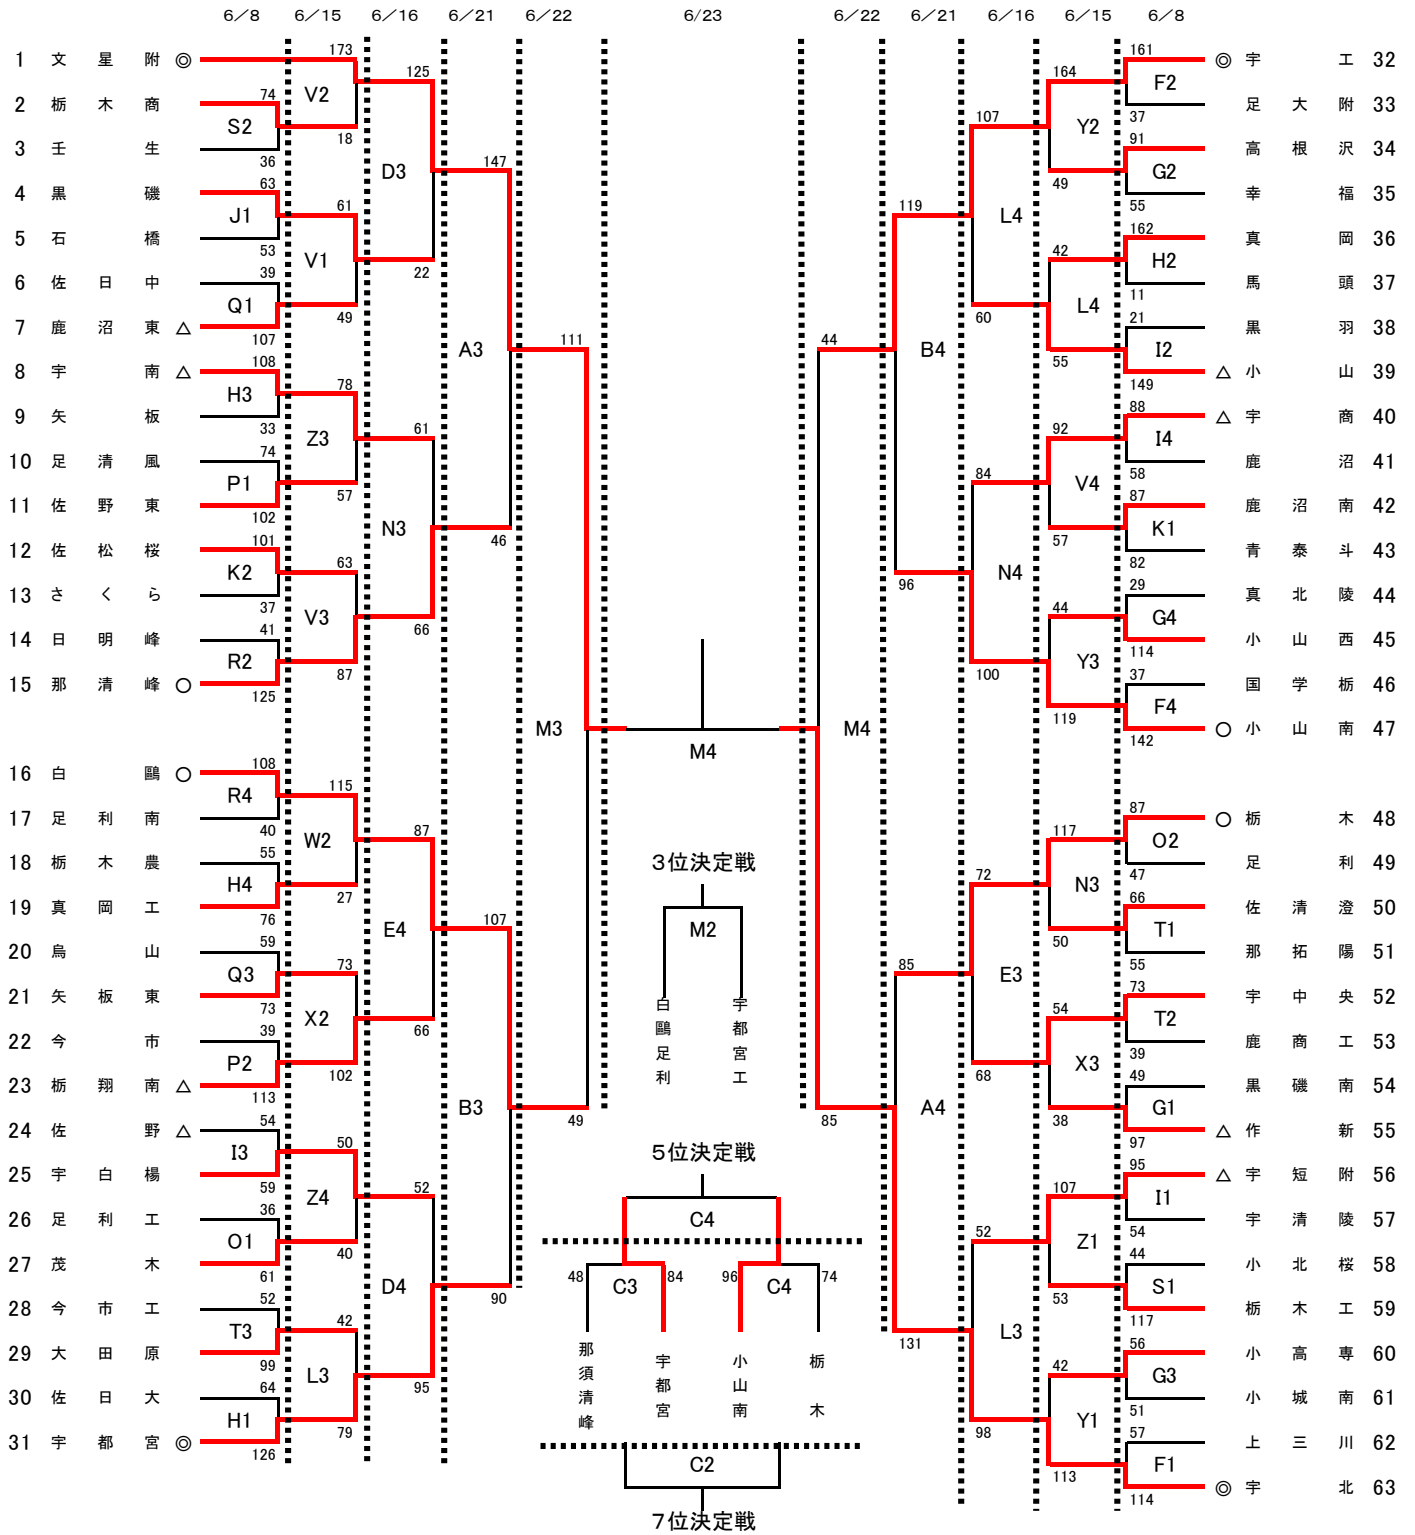 6／8 6／15 6／16 6／21 6／22 6／23 6／22 6／21 6／16 6／15 6／8
1 文星附 ◎
2 栃木商
3 壬生
4 黒磯
5 石橋
6 佐日中
7 鹿沼東 △
8 宇南 △
9 矢板
10 足清風
11 佐野東
12 佐松桜
13 さくら
14 日明峰
15 那清峰 ○
16 白鷗 ○
17 足利南
18 栃木農
19 真岡工
20 烏山
21 矢板東
22 今市
23 栃翔南 △
24 佐野 △
25 宇白楊
26 足利工
27 茂木
28 今市工
29 大田原
30 佐日大
31 宇都宮 ◎
74 S2 36
63 J1 53
39 Q1 107
108 H3 33
74 P1 102
101 K2 37
41 R2 125
108 R4 40
55 H4 76
59 Q3 73
39 P2 113
54 I3 59
36 O1 61
52 T3 99
64 H1 126
173 V2 18
61 V1 49
78 Z3 57
63 V3 87
115 W2 27
73 X2 102
50 Z4 40
42 L3 79
125 D3 22
61 N3 66
87 E4 66
52 D4 95
147 A3 46
107 B3 90
111 M3 49
M4
3位決定戦
M2
白鷗足利
宇都宮工
5位決定戦
C4
48 C3 84
96 C4 74
那須清峰
宇都宮
小山南
栃木
C2
7位決定戦
44 M4 85
119 B4 96
85 A4 131
107 L4 60
84 N4 100
72 E3 68
52 L3 98
164 Y2 49
42 L4 55
92 V4 57
44 Y3 119
117 N3 50
54 X3 38
107 Z1 53
42 Y1 113
161 F2 37
91 G2 55
162 H2 11
21 I2 149
88 I4 58
87 K1 82
29 G4 114
37 F4 142
87 O2 47
66 T1 55
73 T2 39
49 G1 97
95 I1 54
44 S1 117
56 G3 51
57 F1 114
◎ 宇工 32
足大附 33
高根沢 34
幸福 35
真岡 36
馬頭 37
黒羽 38
△ 小山 39
△ 宇商 40
鹿沼 41
鹿沼南 42
青泰斗 43
真北陵 44
小山西 45
国学栃 46
○ 小山南 47
○ 栃木 48
足利 49
佐清澄 50
那拓陽 51
宇中央 52
鹿商工 53
黒磯南 54
△ 作新 55
△ 宇短附 56
宇清陵 57
小北桜 58
栃木工 59
小高専 60
小城南 61
上三川 62
◎ 宇北 63